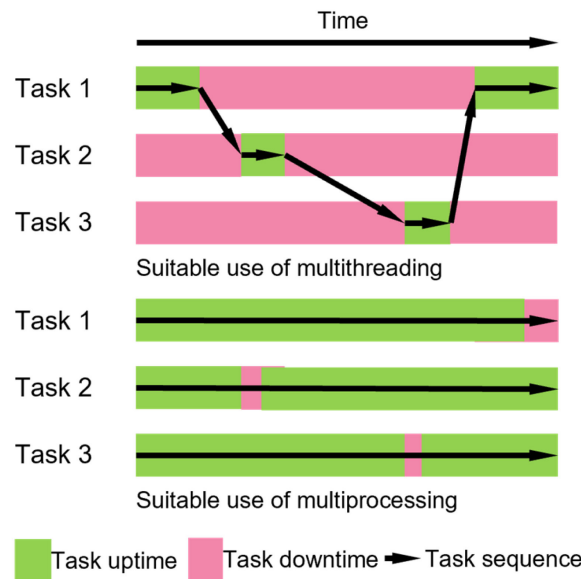 Time
Task 1
Task 2
Task 3
Suitable use of multithreading
Task 1
Task 2
Task 3
Suitable use of multiprocessing
Task uptime Task downtime Task sequence